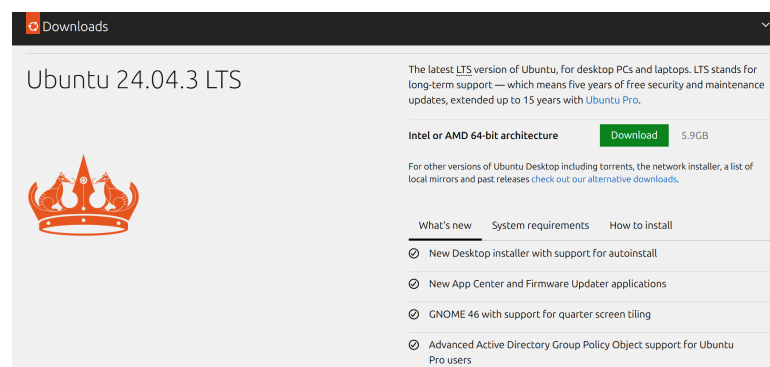 Downloads
Ubuntu 24.04.3 LTS
The latest LTS version of Ubuntu, for desktop PCs and laptops. LTS stands for
long-term support — which means five years of free security and maintenance
updates, extended up to 15 years with Ubuntu Pro.
Intel or AMD 64-bit architecture
Download
5.9GB
For other versions of Ubuntu Desktop including torrents, the network installer, a list of
local mirrors and past releases check out our alternative downloads.
What's new
System requirements
How to install
New Desktop installer with support for autoinstall
New App Center and Firmware Updater applications
GNOME 46 with support for quarter screen tiling
Advanced Active Directory Group Policy Object support for Ubuntu
Pro users